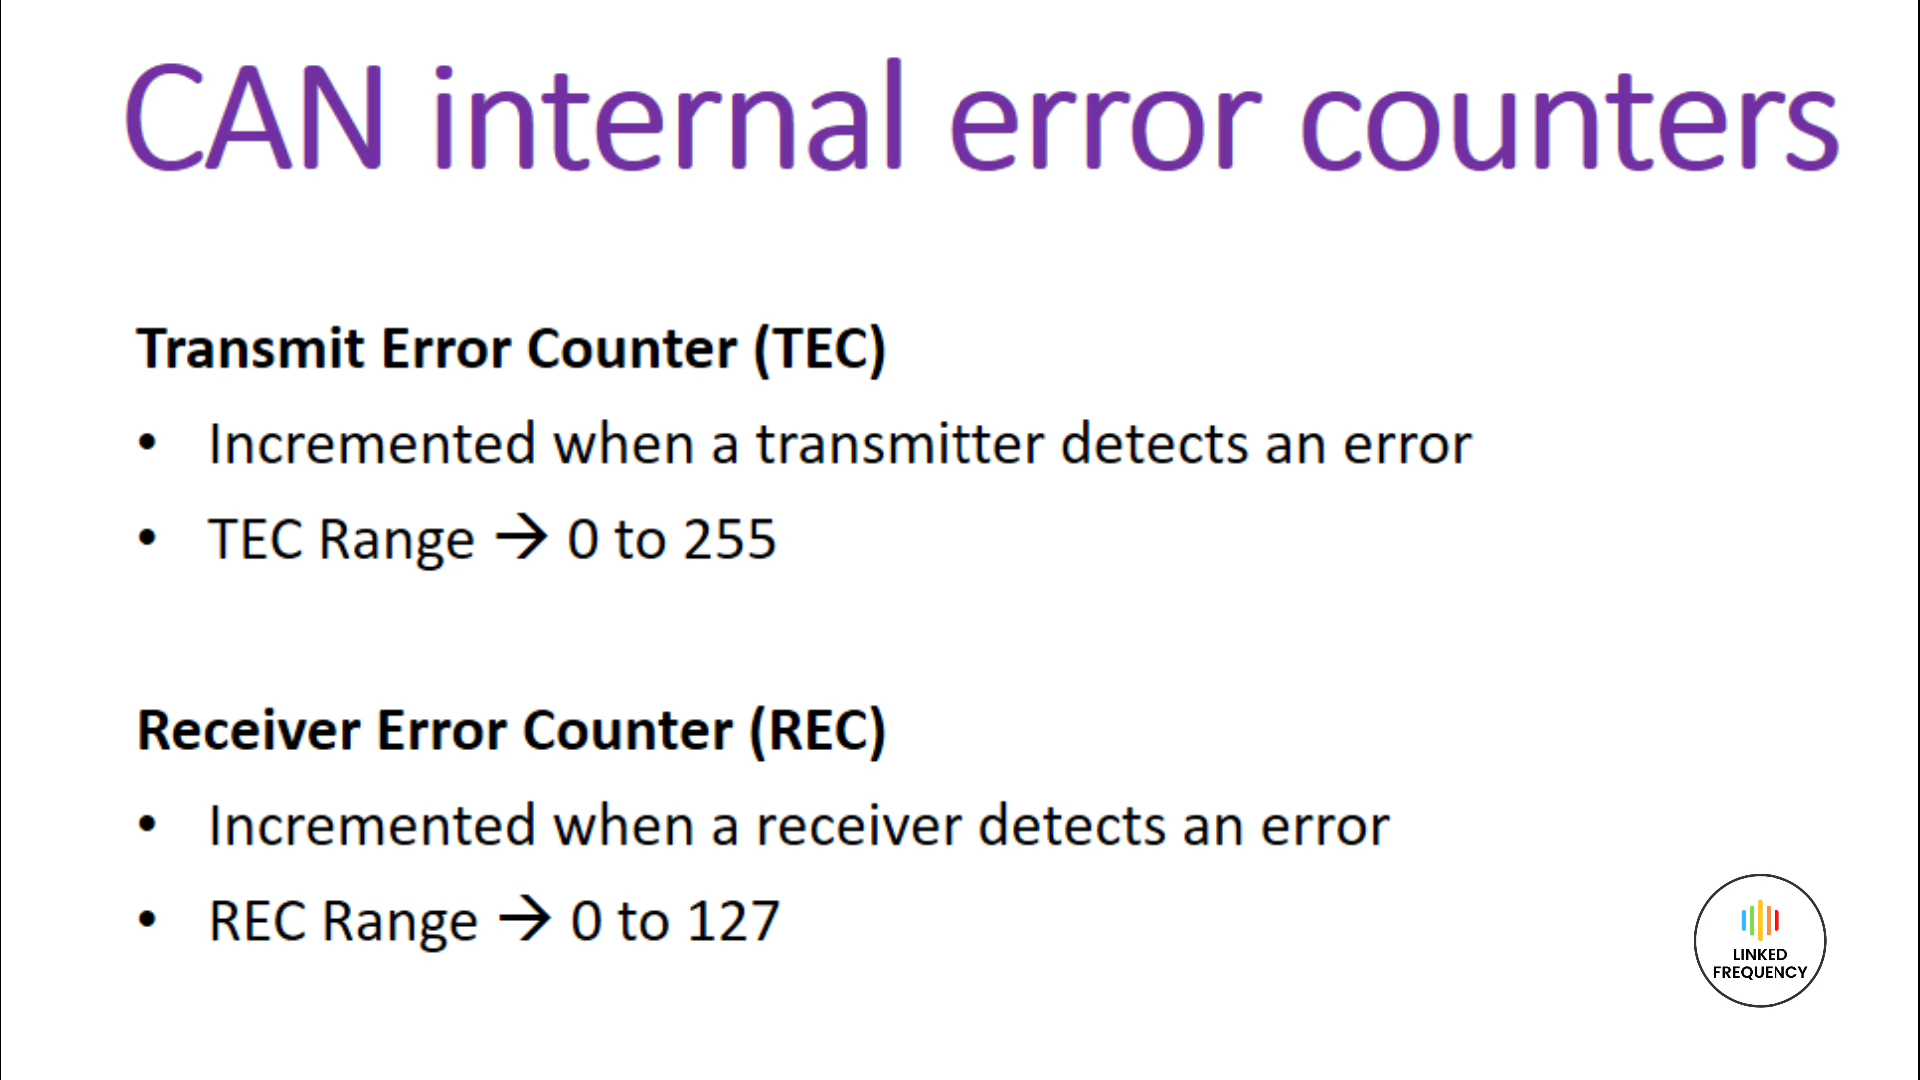 CAN internal error counters
Transmit Error Counter (TEC)
• Incremented when a transmitter detects an error
• TEC Range → 0 to 255
Receiver Error Counter (REC)
• Incremented when a receiver detects an error
• REC Range → 0 to 127
LINKED
FREQUENCY